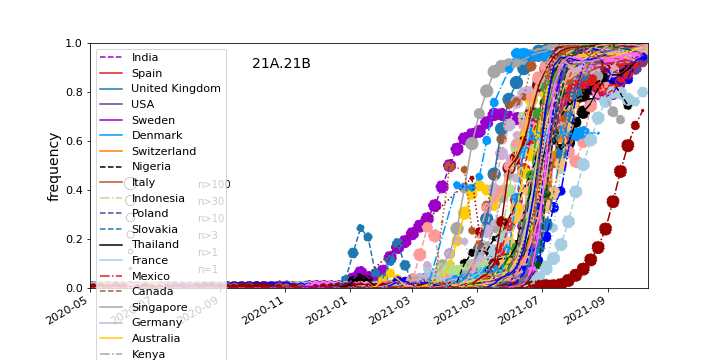 21A.21B
frequency
1.0
0.8
0.6
0.4
0.2
0.0
India
Spain
United Kingdom
USA
Sweden
Denmark
Switzerland
Nigeria
Italy
Indonesia
Poland
Slovakia
Thailand
France
Mexico
Canada
Singapore
Germany
Australia
Kenya
n>100
n>30
n>10
n>3
n>1
n=1
2020-05
2020-09
2020-11
2021-01
2021-03
2021-05
2021-07
2021-09